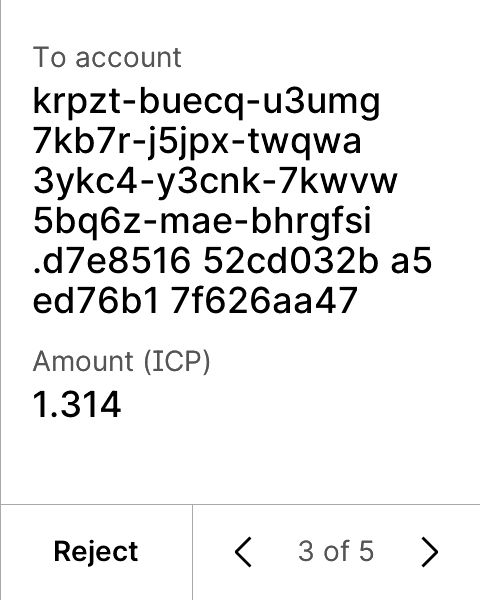 To account
krpzt-buecq-u3umg
7kb7r-j5jpx-twqwa
3ykc4-y3cnk-7kwvw
5bq6z-mae-bhrgfsi
.d7e8516 52cd032b a5
ed76b1 7f626aa47
Amount (ICP)
1.314
Reject
3 of 5